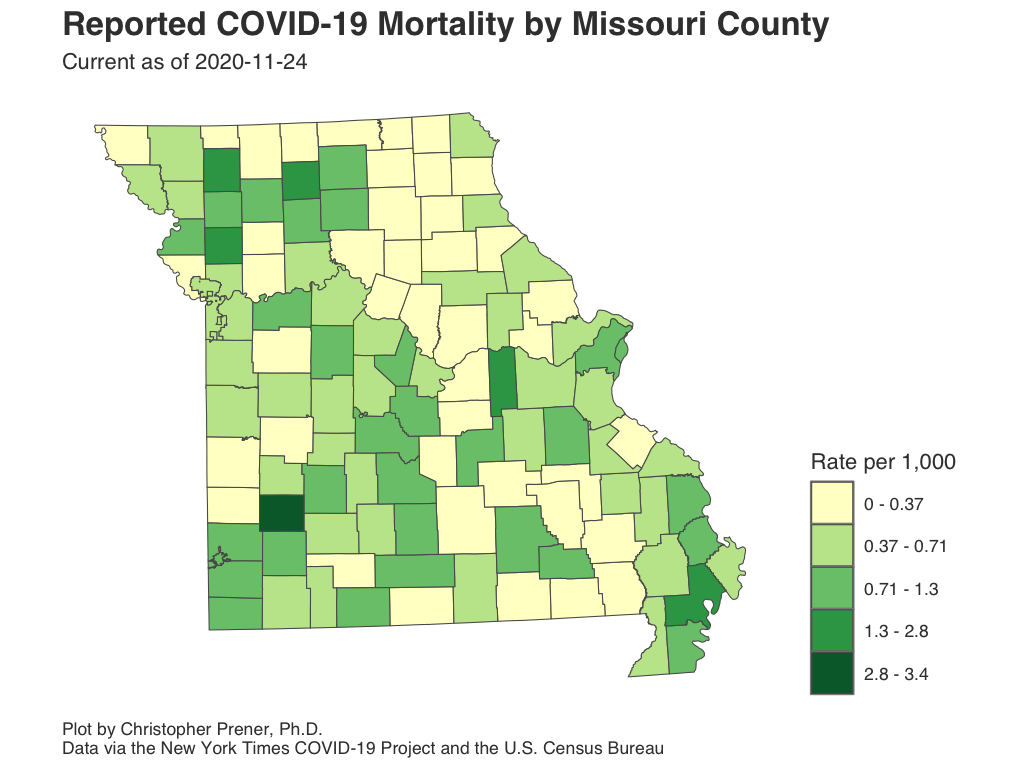 Reported COVID-19 Mortality by Missouri County
Current as of 2020-11-24
Rate per 1,000
0 - 0.37
0.37 - 0.71
0.71 - 1.3
1.3 - 2.8
2.8 - 3.4
Plot by Christopher Prener, Ph.D.
Data via the New York Times COVID-19 Project and the U.S. Census Bureau